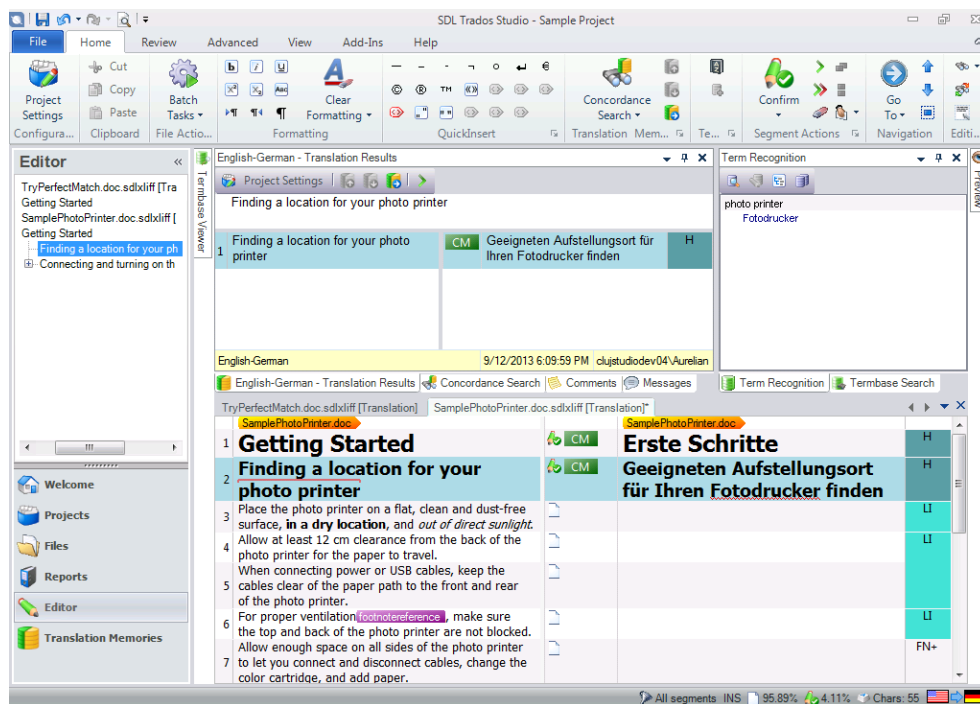 SDL Trados Studio - Sample Project
File Home Review Advanced View Add-Ins Help
Cut
Copy
Paste
Project Settings
Batch Tasks
Clear Formatting
Concordance Search
Confirm
Go To
Configura... Clipboard File Actio... Formatting QuickInsert Translation Mem... Te... Segment Actions Navigation Editi...
Editor
TryPerfectMatch.doc.sdlxliff [Tra
Getting Started
SamplePhotoPrinter.doc.sdlxliff [
Getting Started
Finding a location for your ph
Connecting and turning on th
Welcome
Projects
Files
Reports
Editor
Translation Memories
Termbase Viewer
English-German - Translation Results
Project Settings
Finding a location for your photo printer
1 Finding a location for your photo
printer
CM Geeigneten Aufstellungsort für
Ihren Fotodrucker finden
H
English-German 9/12/2013 6:09:59 PM clujstudiodev04\Aurelian
English-German - Translation Results Concordance Search Comments Messages
Term Recognition
photo printer
Fotodrucker
Term Recognition Termbase Search
Preview
TryPerfectMatch.doc.sdlxliff [Translation] SamplePhotoPrinter.doc.sdlxliff [Translation]*
SamplePhotoPrinter.doc SamplePhotoPrinter.doc
1 Getting Started CM Erste Schritte H
2 Finding a location for your
photo printer
CM Geeigneten Aufstellungsort
für Ihren Fotodrucker finden
H
3 Place the photo printer on a flat, clean and dust-free
surface, in a dry location, and out of direct sunlight.
LI
4 Allow at least 12 cm clearance from the back of the
photo printer for the paper to travel.
LI
5 When connecting power or USB cables, keep the
cables clear of the paper path to the front and rear
of the photo printer.
6 For proper ventilation footnotereference , make sure
the top and back of the photo printer are not blocked.
LI
7 Allow enough space on all sides of the photo printer
to let you connect and disconnect cables, change the
color cartridge, and add paper.
FN+
All segments INS 95.89% 4.11% Chars: 55